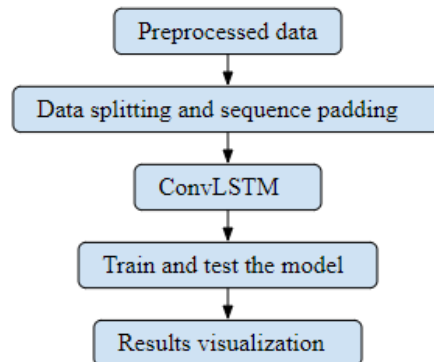 Preprocessed data
Data splitting and sequence padding
ConvLSTM
Train and test the model
Results visualization